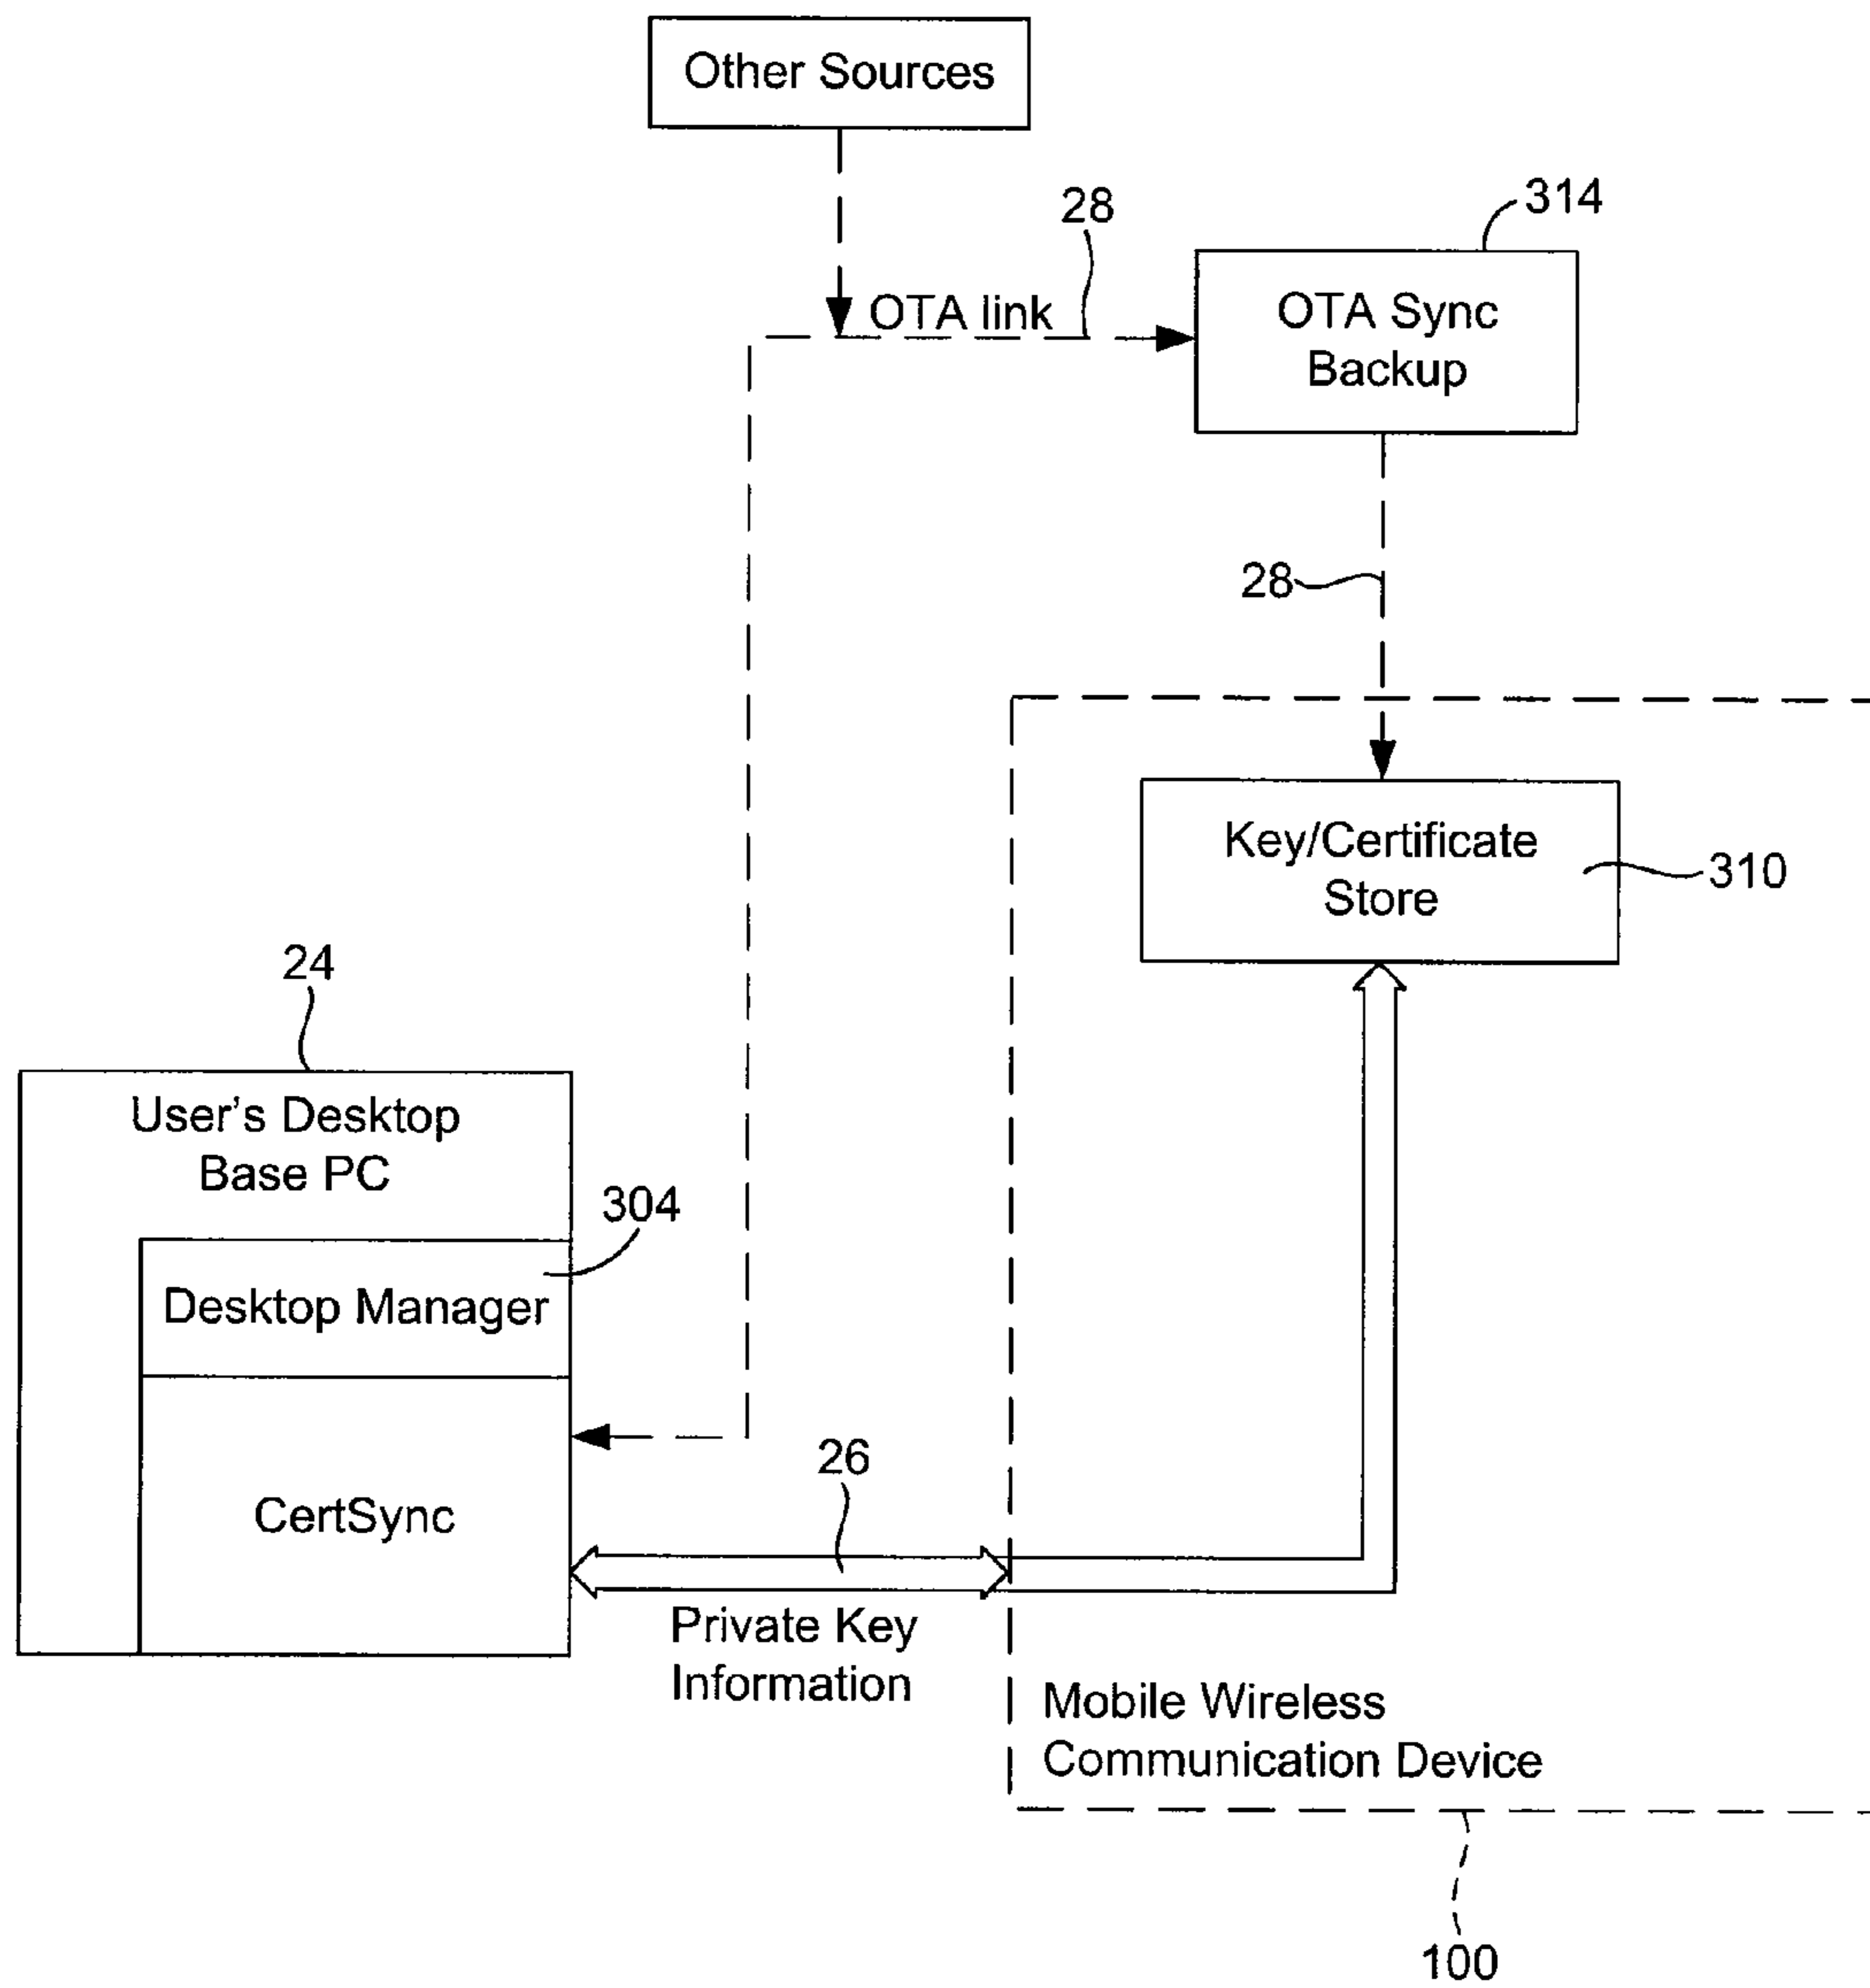 Other Sources
28
314
OTA link
OTA Sync
Backup
28
Key/Certificate
Store
310
24
User's Desktop
Base PC
304
Desktop Manager
26
CertSync
Private Key
Information
Mobile Wireless
Communication Device
100